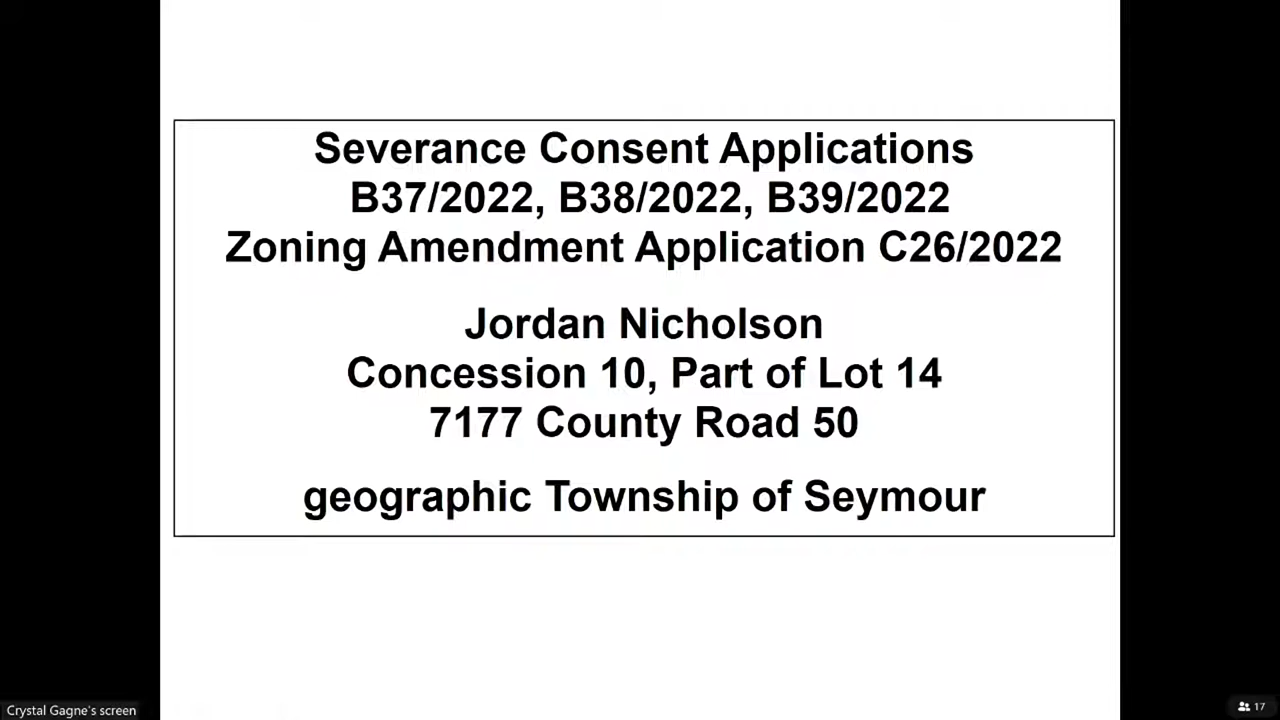 Severance Consent Applications
B37/2022, B38/2022, B39/2022
Zoning Amendment Application C26/2022
Jordan Nicholson
Concession 10, Part of Lot 14
7177 County Road 50
geographic Township of Seymour
Crystal Gagne's screen
17